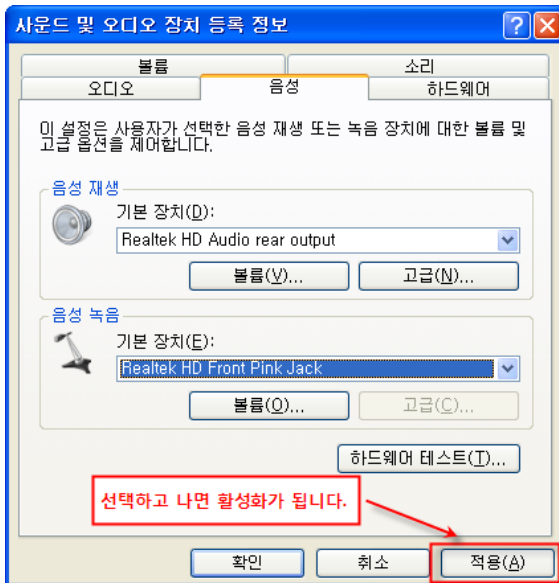 사운드 및 오디오 장치 등록 정보
볼륨 소리
오디오 음성 하드웨어
이 설정은 사용자가 선택한 음성 재생 또는 녹음 장치에 대한 볼륨 및
고급 옵션을 제어합니다.
음성 재생
기본 장치(D):
Realtek HD Audio rear output
볼륨(V)... 고급(N)...
음성 녹음
기본 장치(E):
Realtek HD Front Pink Jack
볼륨(O)... 고급(C)...
하드웨어 테스트(T)...
선택하고 나면 활성화가 됩니다.
확인 취소 적용(A)